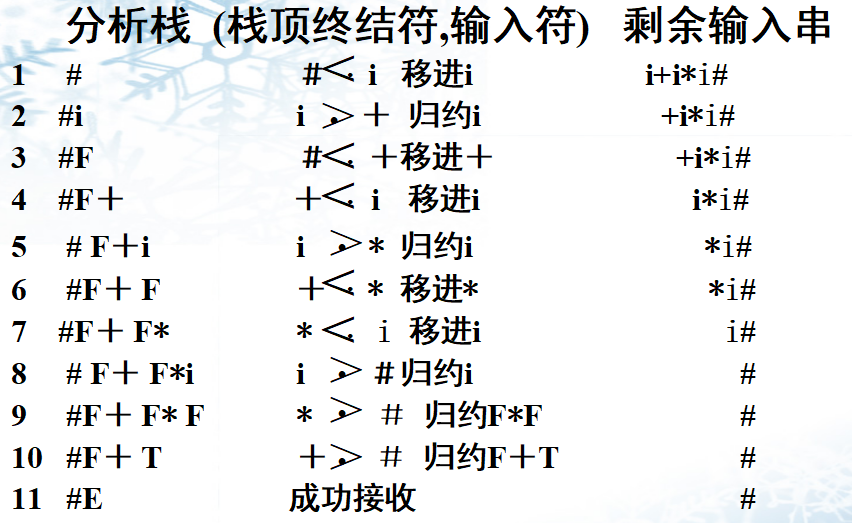 分析栈 (栈顶终结符,输入符) 剩余输入串
1 # #⋖ i 移进i i+i*i#
2 #i i ⋗ + 归约i +i*i#
3 #F #⋖ +移进+ +i*i#
4 #F+ +⋖ i 移进i i*i#
5 # F+i i ⋗* 归约i *i#
6 #F+ F +⋖ * 移进* *i#
7 #F+ F* *⋖ i 移进i i#
8 # F+ F*i i ⋗ #归约i #
9 #F+ F* F * ⋗ # 归约F*F #
10 #F+ T +⋗ # 归约F+T #
11 #E 成功接收 #